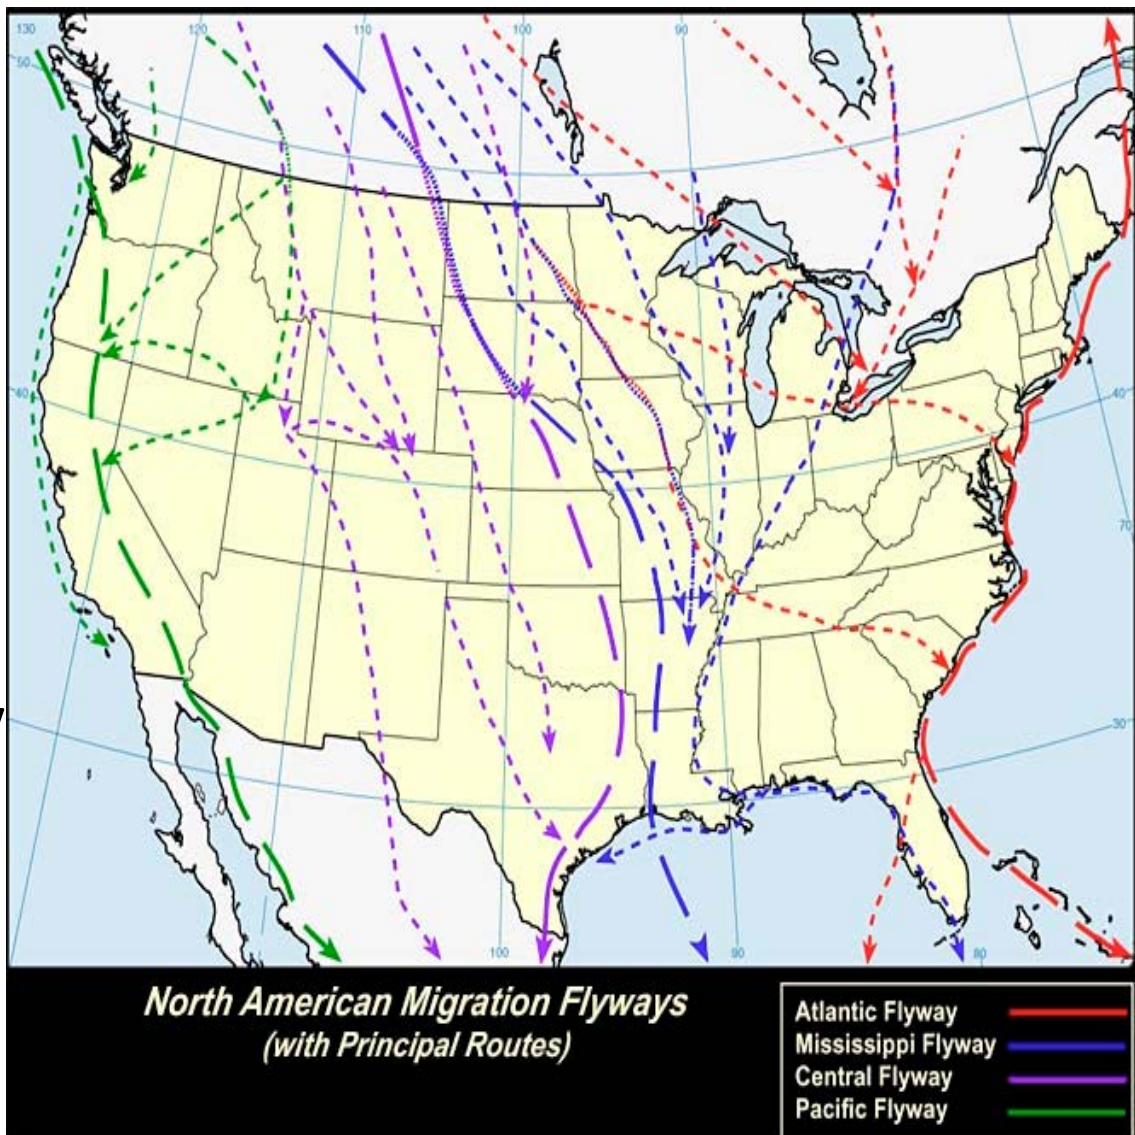 130
120
110
100
90
50
40
40
70
30
100
90
80
North American Migration Flyways
(with Principal Routes)
Atlantic Flyway
Mississippi Flyway
Central Flyway
Pacific Flyway